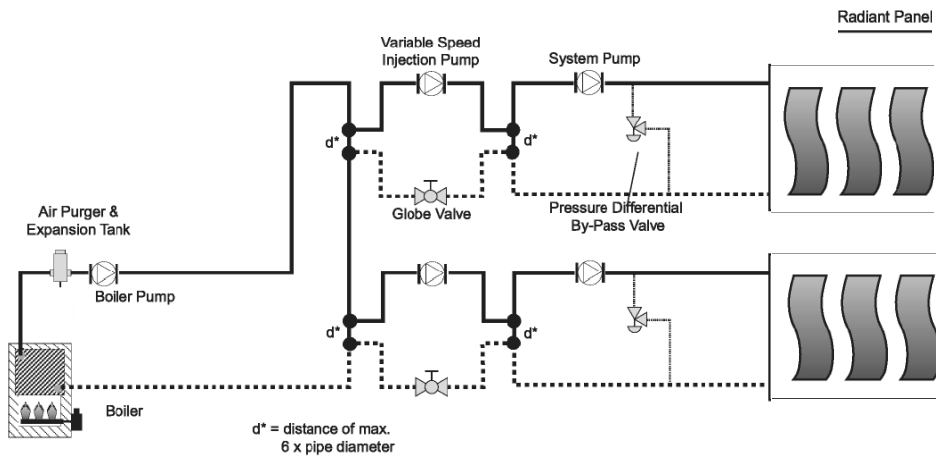 Radiant Panel
Variable Speed
Injection Pump
System Pump
d*
d*
Air Purger &
Expansion Tank
Globe Valve
Pressure Differential
By-Pass Valve
Boiler Pump
d*
d*
Boiler
d* = distance of max.
6 x pipe diameter